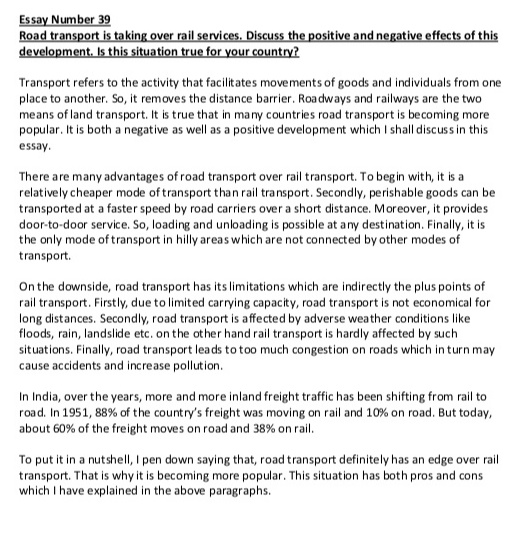 Essay Number 39
Road transport is taking over rail services. Discuss the positive and negative effects of this
development. Is this situation true for your country?
Transport refers to the activity that facilitates movements of goods and individuals from one
place to another. So, it removes the distance barrier. Roadways and railways are the two
means of land transport. It is true that in many countries road transport is becoming more
popular. It is both a negative as well as a positive development which I shall discuss in this
essay.
There are many advantages of road transport over rail transport. To begin with, it is a
relatively cheaper mode of transport than rail transport. Secondly, perishable goods can be
transported at a faster speed by road carriers over a short distance. Moreover, it provides
door-to-door service. So, loading and unloading is possible at any destination. Finally, it is
the only mode of transport in hilly areas which are not connected by other modes of
transport.
On the downside, road transport has its limitations which are indirectly the plus points of
rail transport. Firstly, due to limited carrying capacity, road transport is not economical for
long distances. Secondly, road transport is affected by adverse weather conditions like
floods, rain, landslide etc. on the other hand rail transport is hardly affected by such
situations. Finally, road transport leads to too much congestion on roads which in turn may
cause accidents and increase pollution.
In India, over the years, more and more inland freight traffic has been shifting from rail to
road. In 1951, 88% of the country's freight was moving on rail and 10% on road. But today,
about 60% of the freight moves on road and 38% on rail.
To put it in a nutshell, I pen down saying that, road transport definitely has an edge over rail
transport. That is why it is becoming more popular. This situation has both pros and cons
which I have explained in the above paragraphs.